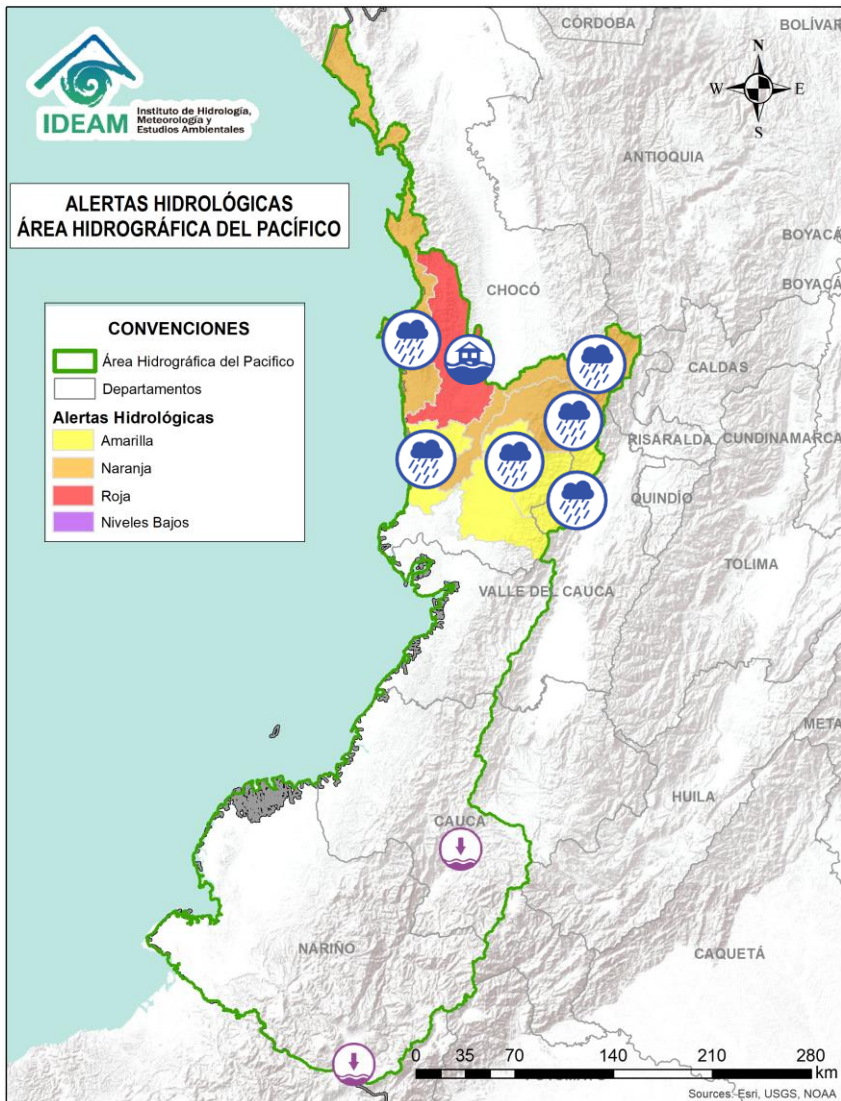 IDEAM
Instituto de Hidrología,
Meteorología y
Estudios Ambientales
ALERTAS HIDROLÓGICAS
ÁREA HIDROGRÁFICA DEL PACÍFICO
CONVENCIONES
Área Hidrográfica del Pacifico
Departamentos
Alertas Hidrológicas
Amarilla
Naranja
Roja
Niveles Bajos
N
W E
S
CÓRDOBA
BOLÍVAR
ANTIOQUIA
BOYACÁ
BOYACÁ
CHOCÓ
CALDAS
RISARALDA
CUNDINAMARCA
QUINDÍO
TOLIMA
VALLE DEL CAUCA
META
HUILA
CAUCA
NARIÑO
CAQUETÁ
0 35 70 140 210 280
km
Sources: Esri, USGS, NOAA